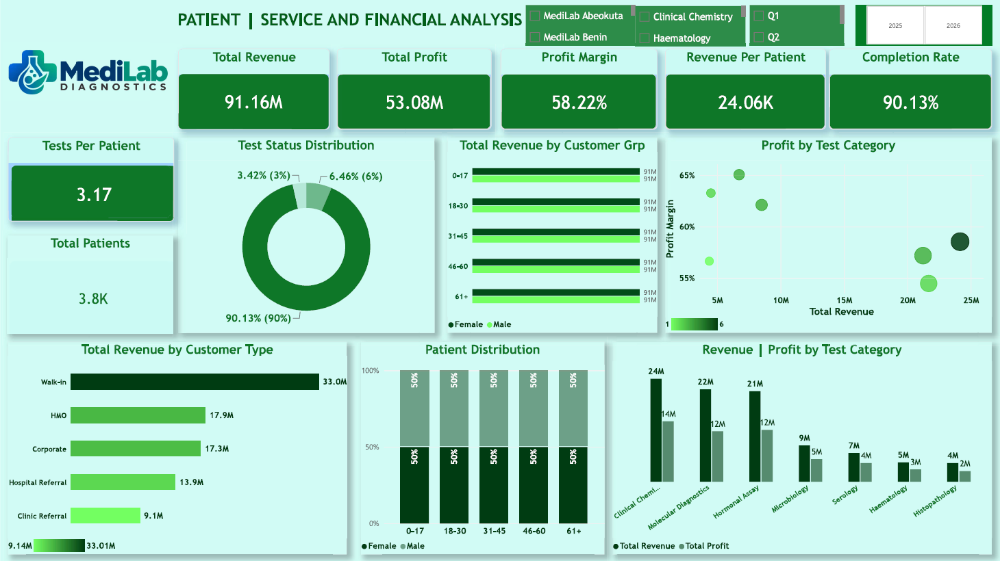 PATIENT | SERVICE AND FINANCIAL ANALYSIS
MediLab Abeokuta
MediLab Benin
Clinical Chemistry
Haematology
Q1
Q2
2025
2026
MediLab
DIAGNOSTICS
Total Revenue
91.16M
Total Profit
53.08M
Profit Margin
58.22%
Revenue Per Patient
24.06K
Completion Rate
90.13%
Tests Per Patient
3.17
Total Patients
3.8K
Test Status Distribution
3.42% (3%)
6.46% (6%)
90.13% (90%)
Total Revenue by Customer Grp
0-17
91M
91M
18-30
91M
91M
31-45
91M
91M
46-60
91M
91M
61+
91M
91M
Female
Male
Profit by Test Category
Profit Margin
65%
60%
55%
5M
10M
15M
20M
25M
Total Revenue
1
6
Total Revenue by Customer Type
Walk-in
33.0M
HMO
17.9M
Corporate
17.3M
Hospital Referral
13.9M
Clinic Referral
9.1M
9.14M
33.01M
Patient Distribution
100%
50%
0%
50%
50%
50%
50%
50%
50%
50%
50%
50%
50%
0-17
18-30
31-45
46-60
61+
Female
Male
Revenue | Profit by Test Category
24M
14M
22M
12M
21M
12M
9M
5M
7M
4M
5M
3M
4M
2M
Clinical Chemi...
Molecular Diagnostics
Hormonal Assay
Microbiology
Serology
Haematology
Histopathology
Total Revenue
Total Profit